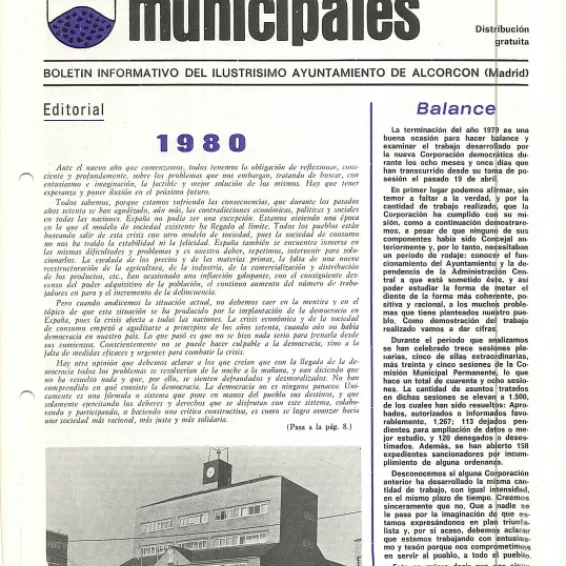 municipales
Distribución
gratuita
BOLETIN INFORMATIVO DEL ILUSTRISIMO AYUNTAMIENTO DE ALCORCON (Madrid)
Editorial
1980
Ante el nuevo año que comenzamos, todos tenemos la obligación de reflexionar, cons-
ciente y profundamente, sobre los problemas que nos embargan, tratando de buscar, con
entusiasmo e imaginación, la factible y mejor solución de los mismos. Hay que tener
esperanza y poner ilusión en el próximo futuro.
Todos sabemos, porque estamos sufriendo las consecuencias, que durante los pasados
años setenta se han agudizado, aún más, las contradicciones económicas, políticas y sociales
en todas las naciones. España no podía ser una excepción. Estamos viviendo una época
en la que el modelo de sociedad existente ha llegado al límite. Todos los pueblos están
buscando salir de esta crisis con otro modelo de sociedad, pues la sociedad de consumo
no nos ha traído la estabilidad ni la felicidad. España también se encuentra inmersa en
las mismas dificultades y problemas y es nuestro deber, repetimos, intervenir para solu-
cionarlos. La escalada de los precios y de las materias primas, la falta de una nueva
reestructuración de la agricultura, de la industria, de la comercialización y distribución
de los productos, etc., han ocasionado una inflación galopante, con el consiguiente des-
censo del poder adquisitivo de la población, el continuo aumento del número de traba-
jadores en paro y el incremento de la delincuencia.
Pero cuando analicemos la situación actual, no debemos caer en la mentira y en el
tópico de que esta situación se ha producido por la implantación de la democracia en
España, pues la crisis afecta a todas las naciones. La crisis económica y de la sociedad
de consumo empezó a agudizarse a principios de los años setenta, cuando aún no había
democracia en nuestro país. Lo que pasó es que no se hizo nada serio para frenarla desde
sus comienzos. Conscientemente no se puede hacer culpable a la democracia, sino a la
falta de medidas eficaces y urgentes para combatir la crisis.
Hay otra opinión que debemos aclarar a los que creían que con la llegada de la de-
mocracia todos los problemas se resolverían de la noche a la mañana, y van diciendo que
no ha resuelto nada y que, por ello, se sienten defraudados y desmoralizados. No han
comprendido en qué consiste la democracia. La democracia no es ninguna panacea. Uni-
camente es una fórmula o sistema que pone en manos del pueblo sus destinos, y que
solamente ejercitando los deberes y derechos que se disfrutan con este sistema, colabo-
rando y participando, o haciendo una crítica constructiva, es como se logra avanzar hacia
una sociedad más racional, más justa y más solidaria.
(Pasa a la pág. 8.)
Balance
La terminación del año 1979 es una
buena ocasión para hacer balance y
examinar el trabajo desarrollado por
la nueva Corporación democrática du-
rante los ocho meses y once días que
han transcurrido desde su toma de po-
sesión el pasado 19 de abril.
En primer lugar podemos afirmar, sin
temor a faltar a la verdad, y por la
cantidad de trabajo realizado, que la
Corporación ha cumplido con su mi-
sión, como a continuación demostrare-
mos, a pesar de que ninguno de sus
componentes había sido Concejal an-
teriormente y, por lo tanto, necesitaban
un período de rodaje: conocer el fun-
cionamiento del Ayuntamiento y la de-
pendencia de la Administración Cen-
tral a que está sometido éste, y así
poder estudiar la forma de meter el
diente de la forma más coherente, po-
sitiva y racional, a los muchos proble-
mas que tiene planteados nuestro pue-
blo. Como demostración del trabajo
realizado vamos a dar cifras.
Durante el período que analizamos
se han celebrado trece sesiones ple-
narias, cinco de ellas extraordinarias,
más treinta y cinco sesiones de la Co-
misión Municipal Permanente, lo que
hace un total de cuarenta y ocho sesio-
nes. La cantidad de asuntos tratados
en dichas sesiones se elevan a 1.500,
de los cuales han sido resueltos: Apro-
bados, autorizados o informados favo-
rablemente, 1.267; 113 dejados pen-
dientes para ampliación de datos o me-
jor estudio, y 120 denegados o deses-
timados. Además, se han abierto 158
expedientes sancionadores por incum-
plimiento de alguna ordenanza.
Desconocemos si alguna Corporación
anterior ha desarrollado la misma can-
tidad de trabajo, con igual intensidad,
en el mismo plazo de tiempo. Creemos
sinceramente que no. Que a nadie se
le pase por la imaginación de que es-
tamos expresándonos en plan triunfa-
lista y, por si acaso, debemos aclarar
que estamos trabajando con entusias-
mo y tesón porque nos comprometimos
en servir al pueblo, a todo el pueblo.